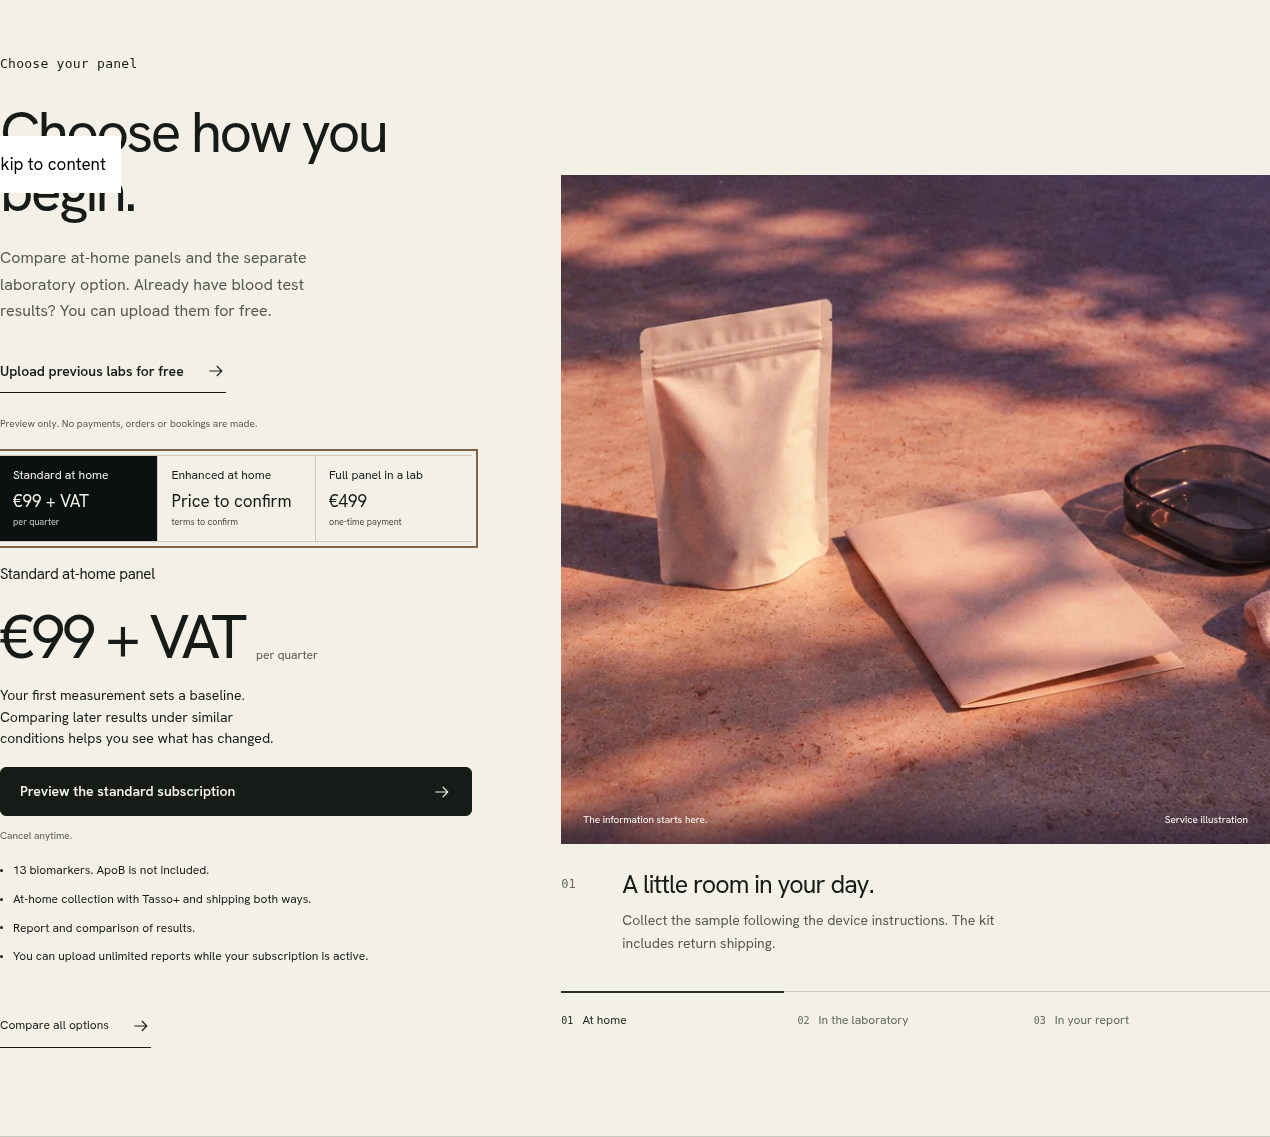 Choose your panel
Choose how you
begin.
kip to content
Compare at-home panels and the separate
laboratory option. Already have blood test
results? You can upload them for free.
Upload previous labs for free
Preview only. No payments, orders or bookings are made.
Standard at home
€99 + VAT
per quarter
Enhanced at home
Price to confirm
terms to confirm
Full panel in a lab
€499
one-time payment
Standard at-home panel
€99 + VAT per quarter
Your first measurement sets a baseline.
Comparing later results under similar
conditions helps you see what has changed.
Preview the standard subscription
Cancel anytime.
• 13 biomarkers. ApoB is not included.
• At-home collection with Tasso+ and shipping both ways.
• Report and comparison of results.
• You can upload unlimited reports while your subscription is active.
Compare all options
The information starts here.
Service illustration
01 A little room in your day.
Collect the sample following the device instructions. The kit
includes return shipping.
01 At home
02 In the laboratory
03 In your report